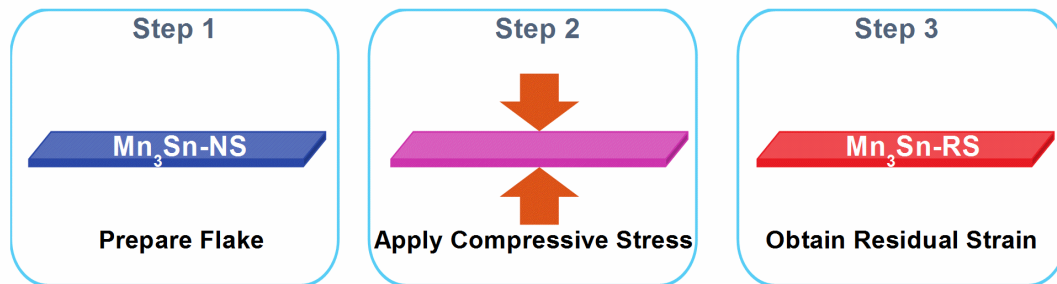 Step 1
Mn₃Sn-NS
Prepare Flake
Step 2
Apply Compressive Stress
Step 3
Mn₃Sn-RS
Obtain Residual Strain